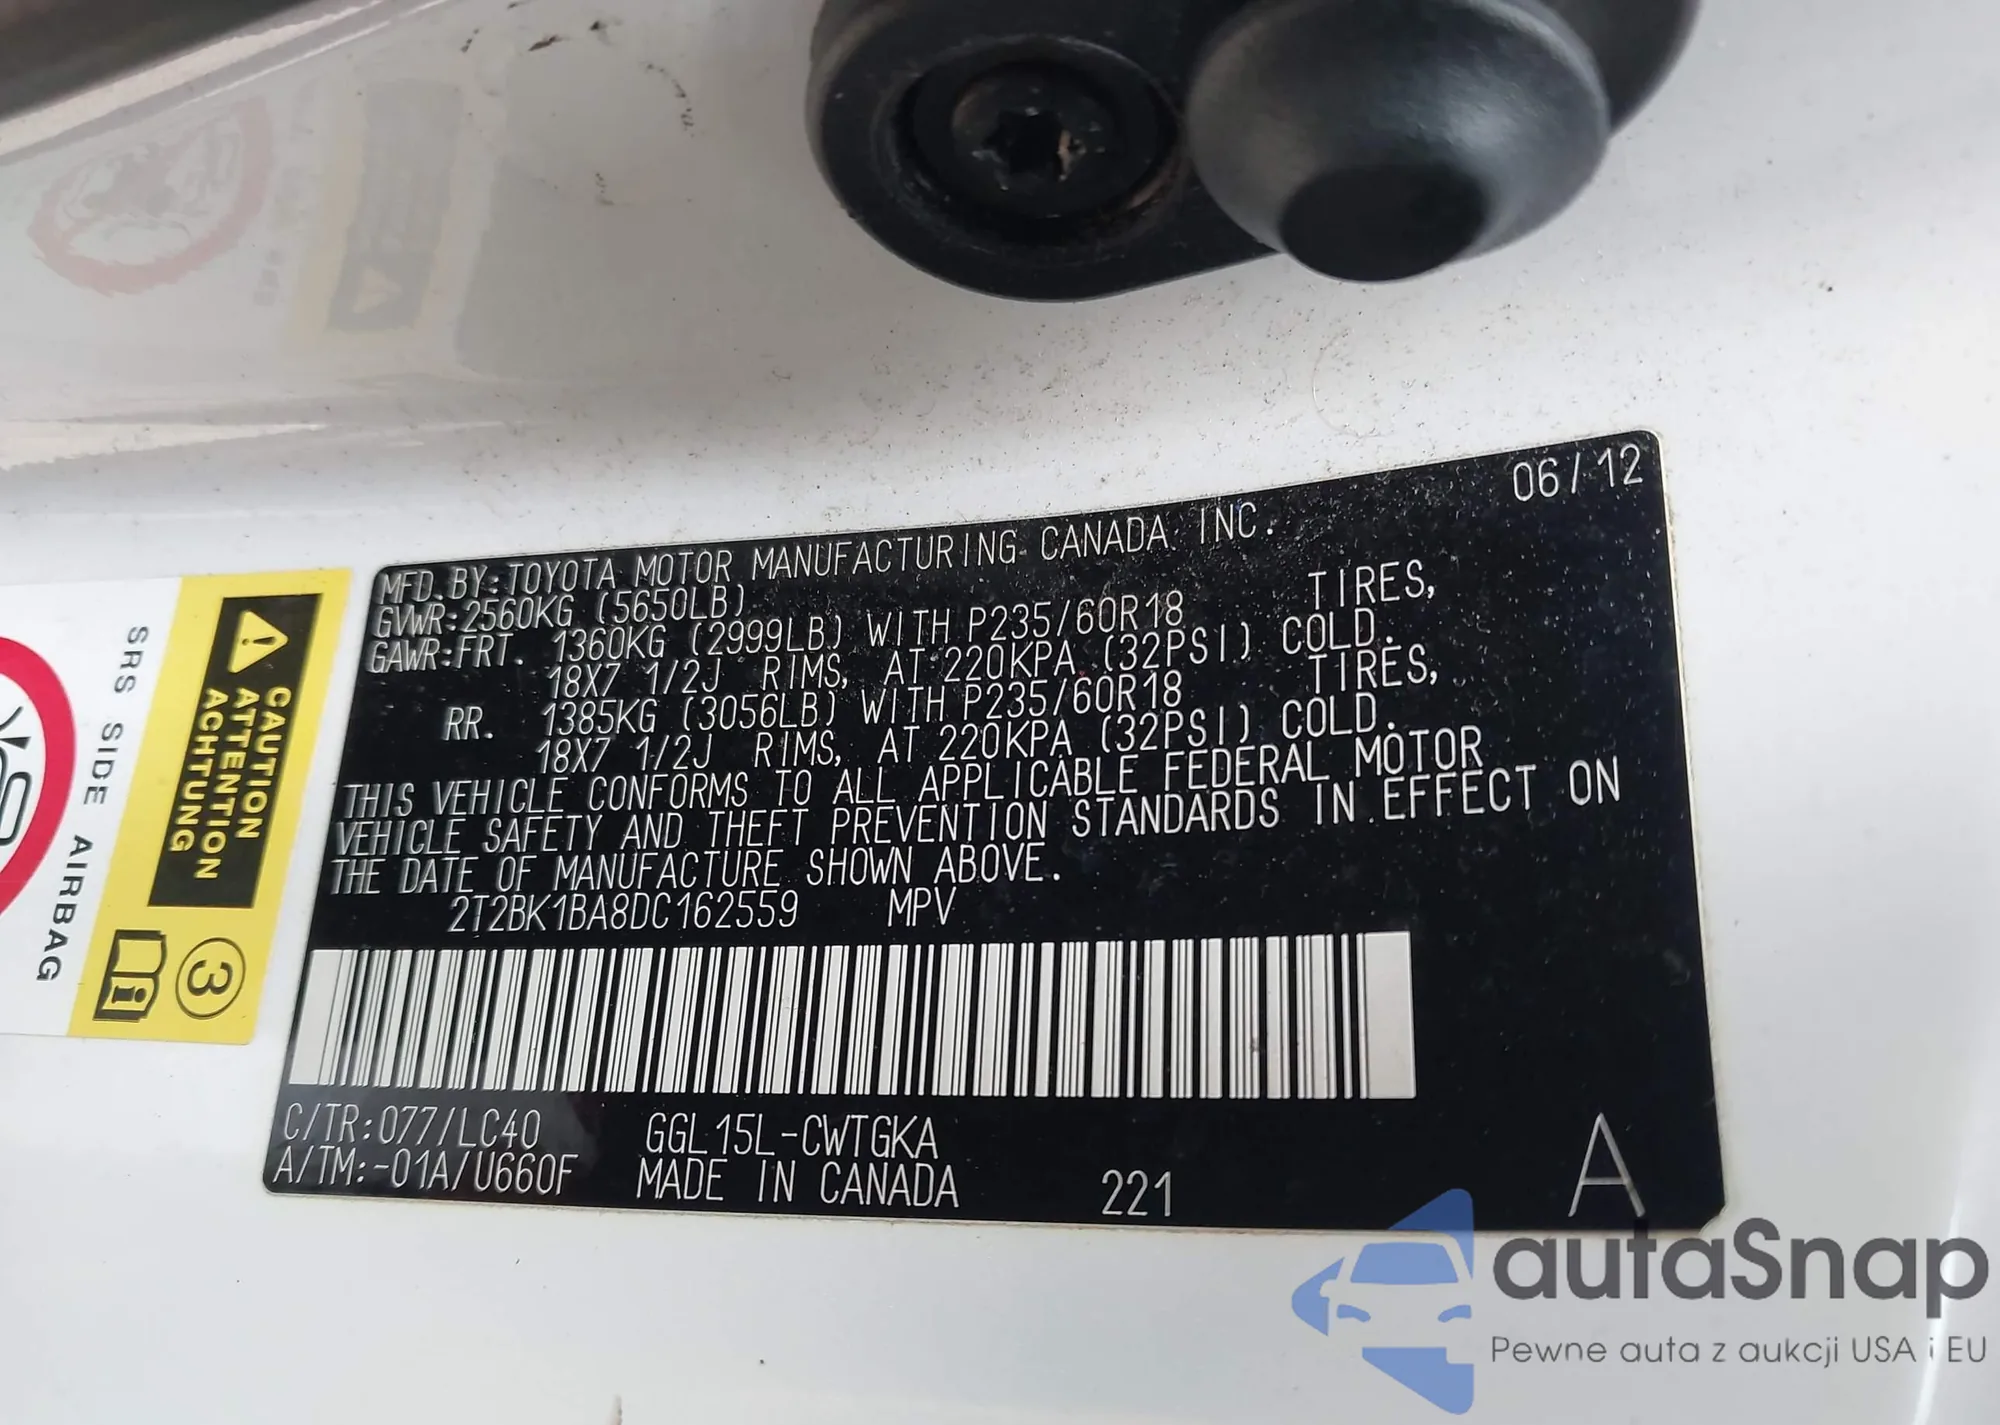 06/12
MFD.BY:TOYOTA MOTOR MANUFACTURING CANADA INC.
GVWR:2560KG (5650LB)
GAWR:FRT. 1360KG (2999LB) WITH P235/60R18 TIRES,
18X7 1/2J RIMS, AT 220KPA (32PSI) COLD.
RR. 1385KG (3056LB) WITH P235/60R18 TIRES,
18X7 1/2J RIMS, AT 220KPA (32PSI) COLD.
THIS VEHICLE CONFORMS TO ALL APPLICABLE FEDERAL MOTOR
VEHICLE SAFETY AND THEFT PREVENTION STANDARDS IN EFFECT ON
THE DATE OF MANUFACTURE SHOWN ABOVE.
2T2BK1BA8DC162559 MPV
C/TR:077/LC40 GGL15L-CWTGKA
A/TM:-01A/U660F MADE IN CANADA 221 A
CAUTION
ATTENTION
ACHTUNG
SRS SIDE AIRBAG
3
i
autaSnap
Pewne auta z aukcji USA i EU